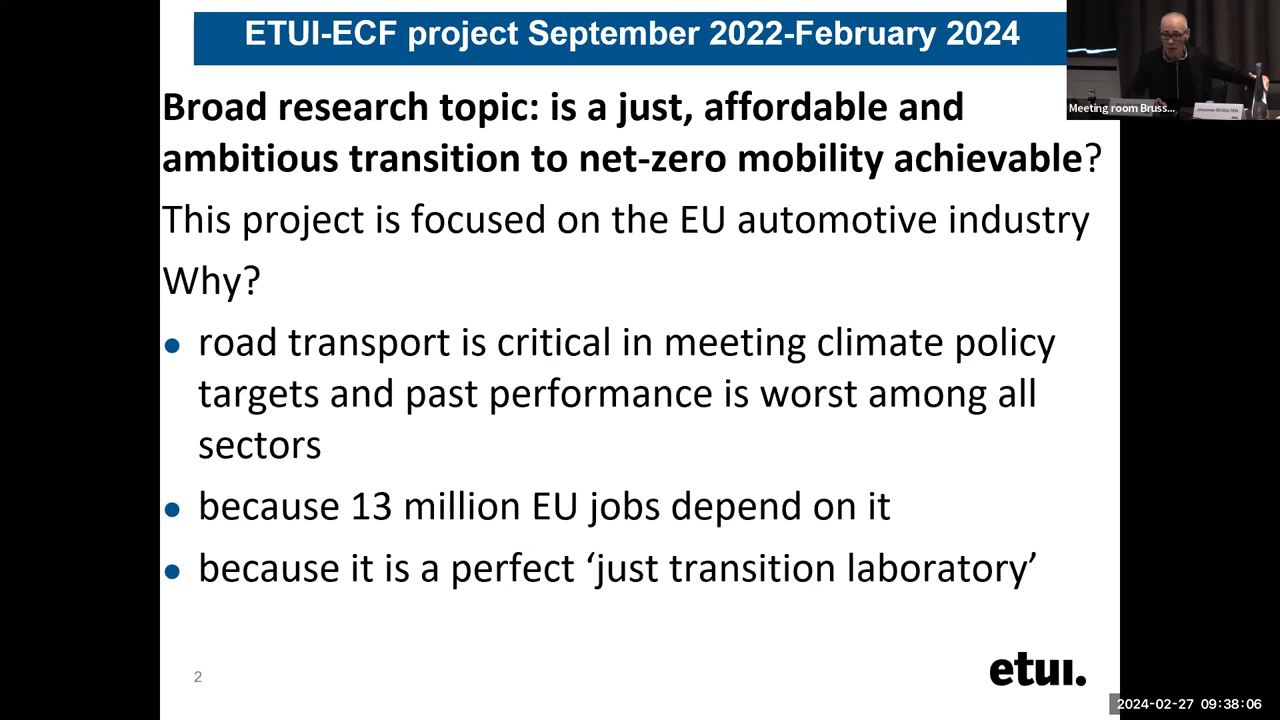 ETUI-ECF project September 2022-February 2024
Broad research topic: is a just, affordable and
ambitious transition to net-zero mobility achievable?
This project is focused on the EU automotive industry
Why?
● road transport is critical in meeting climate policy
targets and past performance is worst among all
sectors
● because 13 million EU jobs depend on it
● because it is a perfect ‘just transition laboratory’
2
etui.
Meeting room Bruss...
2024-02-27 09:38:06